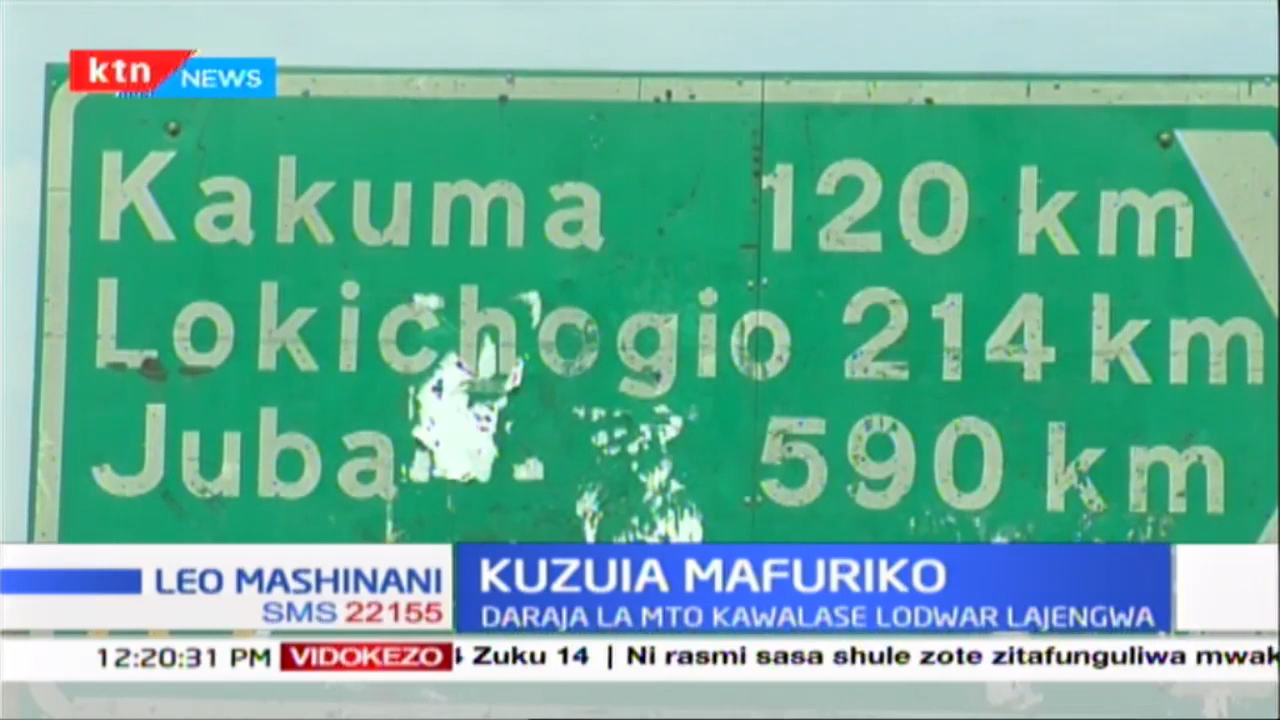 ktn NEWS
Kakuma 120 km
Lokichogio 214 km
Juba 590 km
LEO MASHINANI
SMS 22155
KUZUIA MAFURIKO
DARAJA LA MTO KAWALASE LODWAR LAJENGWA
12:20:31 PM VIDOKEZO Zuku 14 | Ni rasmi sasa shule zote zitafunguliwa